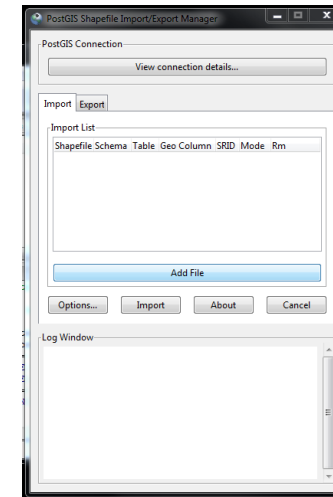 PostGIS Shapefile Import/Export Manager
PostGIS Connection
View connection details...
Import Export
Import List
Shapefile Schema Table Geo Column SRID Mode Rm
Add File
Options... Import About Cancel
Log Window